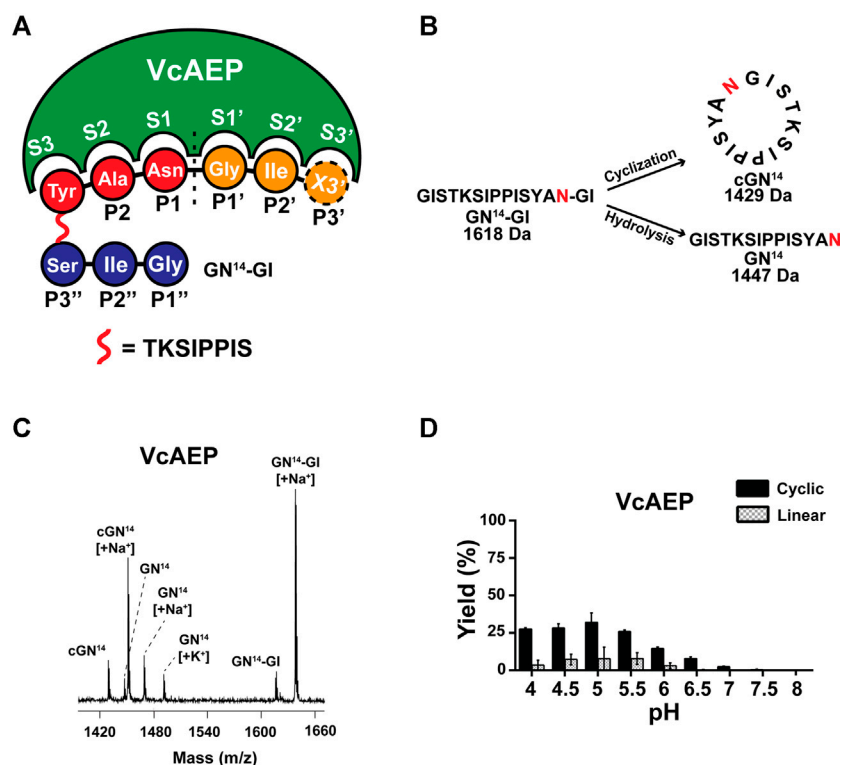 A
VcAEP
S3 S2 S1 S1' S2' S3'
Tyr Ala Asn Gly Ile X3'
P2 P1 P1' P2' P3'
Ser Ile Gly GN¹⁴-GI
P3'' P2'' P1''
= TKSIPPIS
B
GISTKSIPPISYAN-GI
GN¹⁴-GI
1618 Da
Cyclization
Hydrolysis
GISTKSIPPISYAN
cGN¹⁴
1429 Da
GISTKSIPPISYAN
GN¹⁴
1447 Da
C
VcAEP
GN¹⁴-GI
[+Na⁺]
cGN¹⁴
[+Na⁺]
GN¹⁴
GN¹⁴
[+Na⁺]
GN¹⁴
[+K⁺]
cGN¹⁴
GN¹⁴-GI
1420 1480 1540 1600 1660
Mass (m/z)
D
VcAEP
Cyclic
Linear
Yield (%)
100
75
50
25
0
4 4.5 5 5.5 6 6.5 7 7.5 8
pH